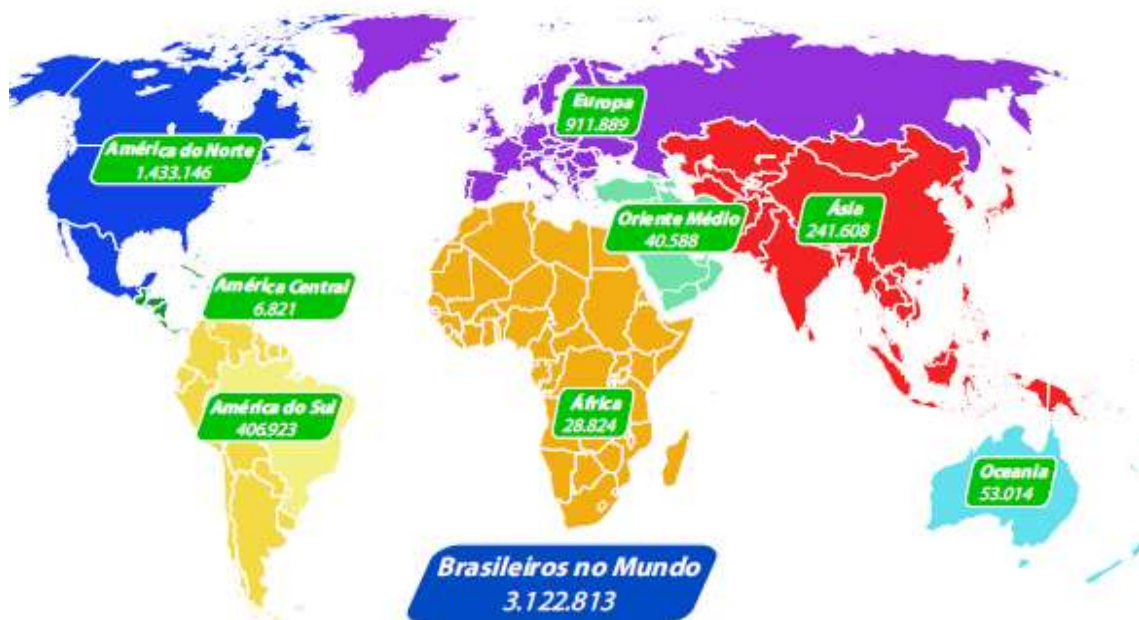 Europa
911.889
América do Norte
1.433.146
Ásia
241.608
Oriente Médio
40.588
América Central
6.821
América do Sul
406.923
África
28.824
Oceania
53.014
Brasileiros no Mundo
3.122.813